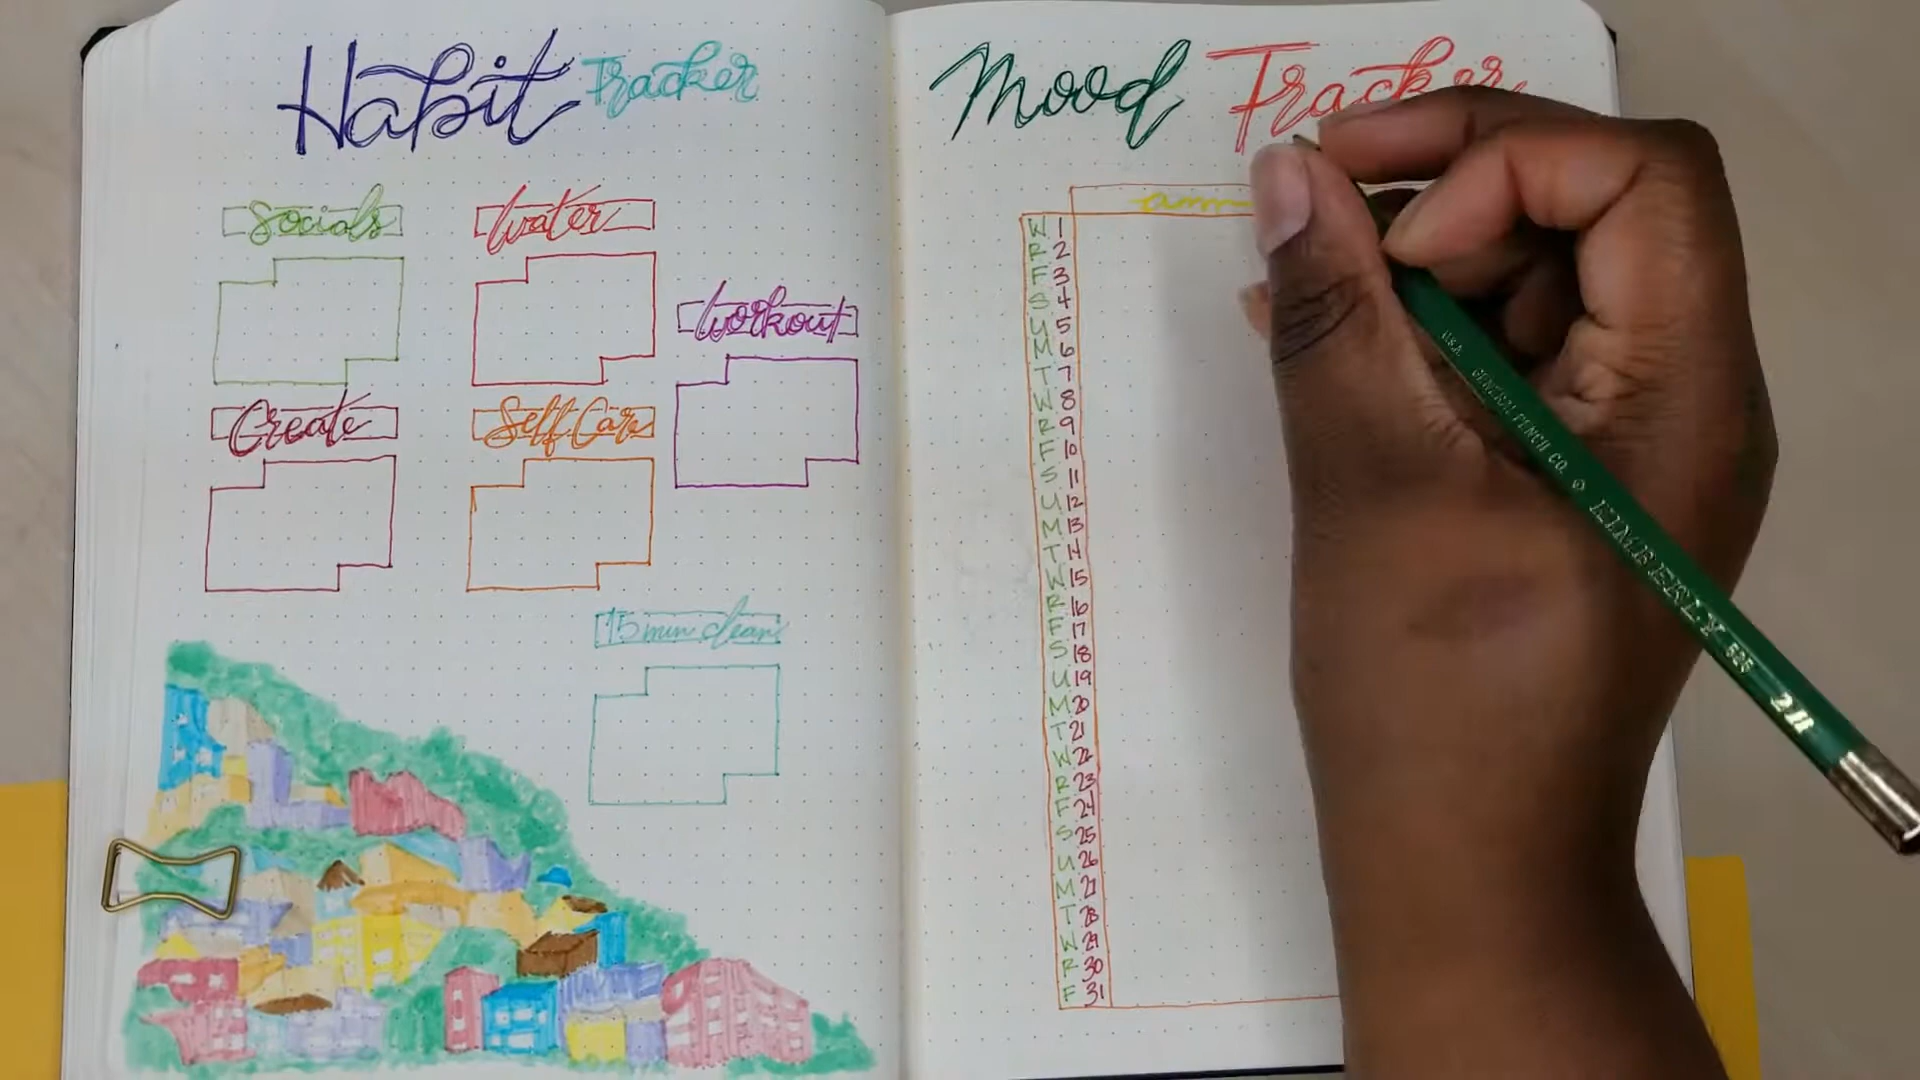 Habit Tracker
Socials
Water
Workout
Create
Self Care
15 min clean
Mood Tracker
W 1
R 2
F 3
S 4
U 5
M 6
T 7
W 8
R 9
F 10
S 11
U 12
M 13
T 14
W 15
R 16
F 17
S 18
U 19
M 20
T 21
W 22
R 23
F 24
S 25
U 26
M 27
T 28
W 29
R 30
F 31
USA GENERAL PENCIL CO. © KIMBERLY 525 2H